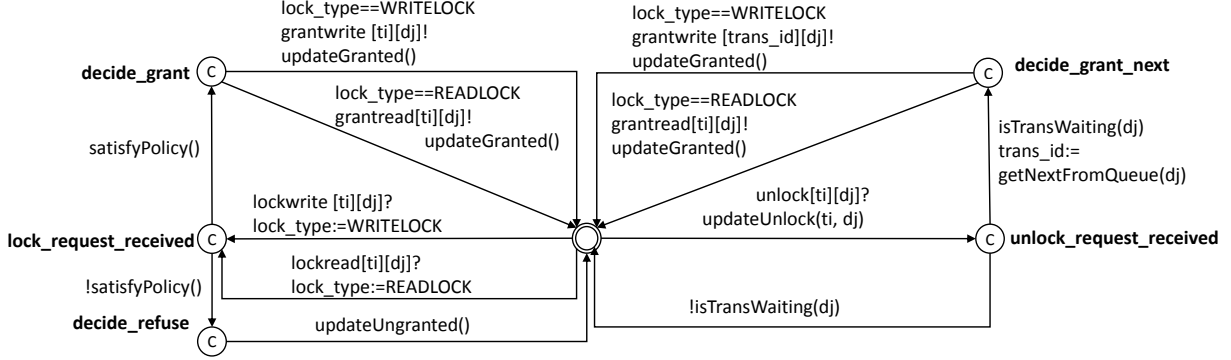 lock_type==WRITELOCK
grantwrite [ti][dj]!
updateGranted()
decide_grant
C
lock_type==READLOCK
grantread[ti][dj]!
updateGranted()
satisfyPolicy()
lockwrite [ti][dj]?
lock_type:=WRITELOCK
lock_request_received
C
lockread[ti][dj]?
lock_type:=READLOCK
!satisfyPolicy()
decide_refuse
C
updateUngranted()
lock_type==WRITELOCK
grantwrite [trans_id][dj]!
updateGranted()
C
decide_grant_next
lock_type==READLOCK
grantread[ti][dj]!
updateGranted()
isTransWaiting(dj)
trans_id:=
getNextFromQueue(dj)
unlock[ti][dj]?
updateUnlock(ti, dj)
C
unlock_request_received
!isTransWaiting(dj)